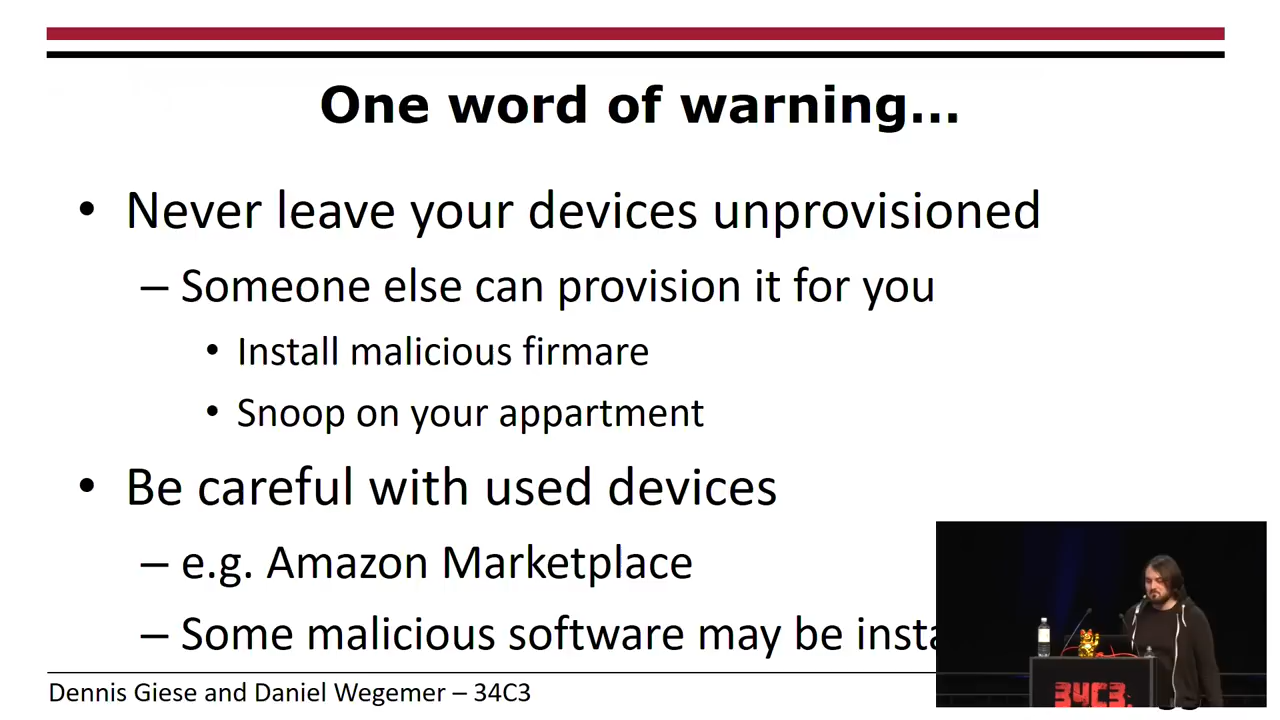 One word of warning...
• Never leave your devices unprovisioned
– Someone else can provision it for you
• Install malicious firmare
• Snoop on your appartment
• Be careful with used devices
– e.g. Amazon Marketplace
– Some malicious software may be
Dennis Giese and Daniel Wegemer – 34C3
34C3